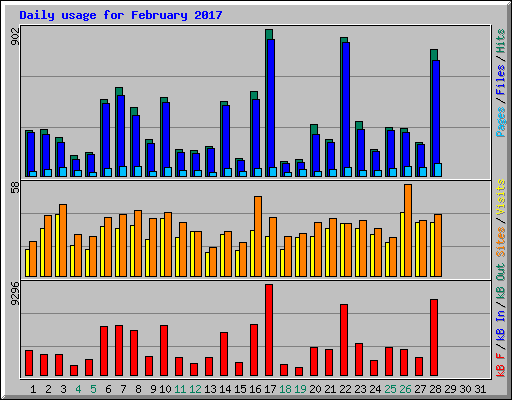 Daily usage for February 2017
902
Pages / Files / Hits
58
Sites / Visits
9296
kB F / kB In / kB Out
1 2 3 4 5 6 7 8 9 10 11 12 13 14 15 16 17 18 19 20 21 22 23 24 25 26 27 28 29 30 31